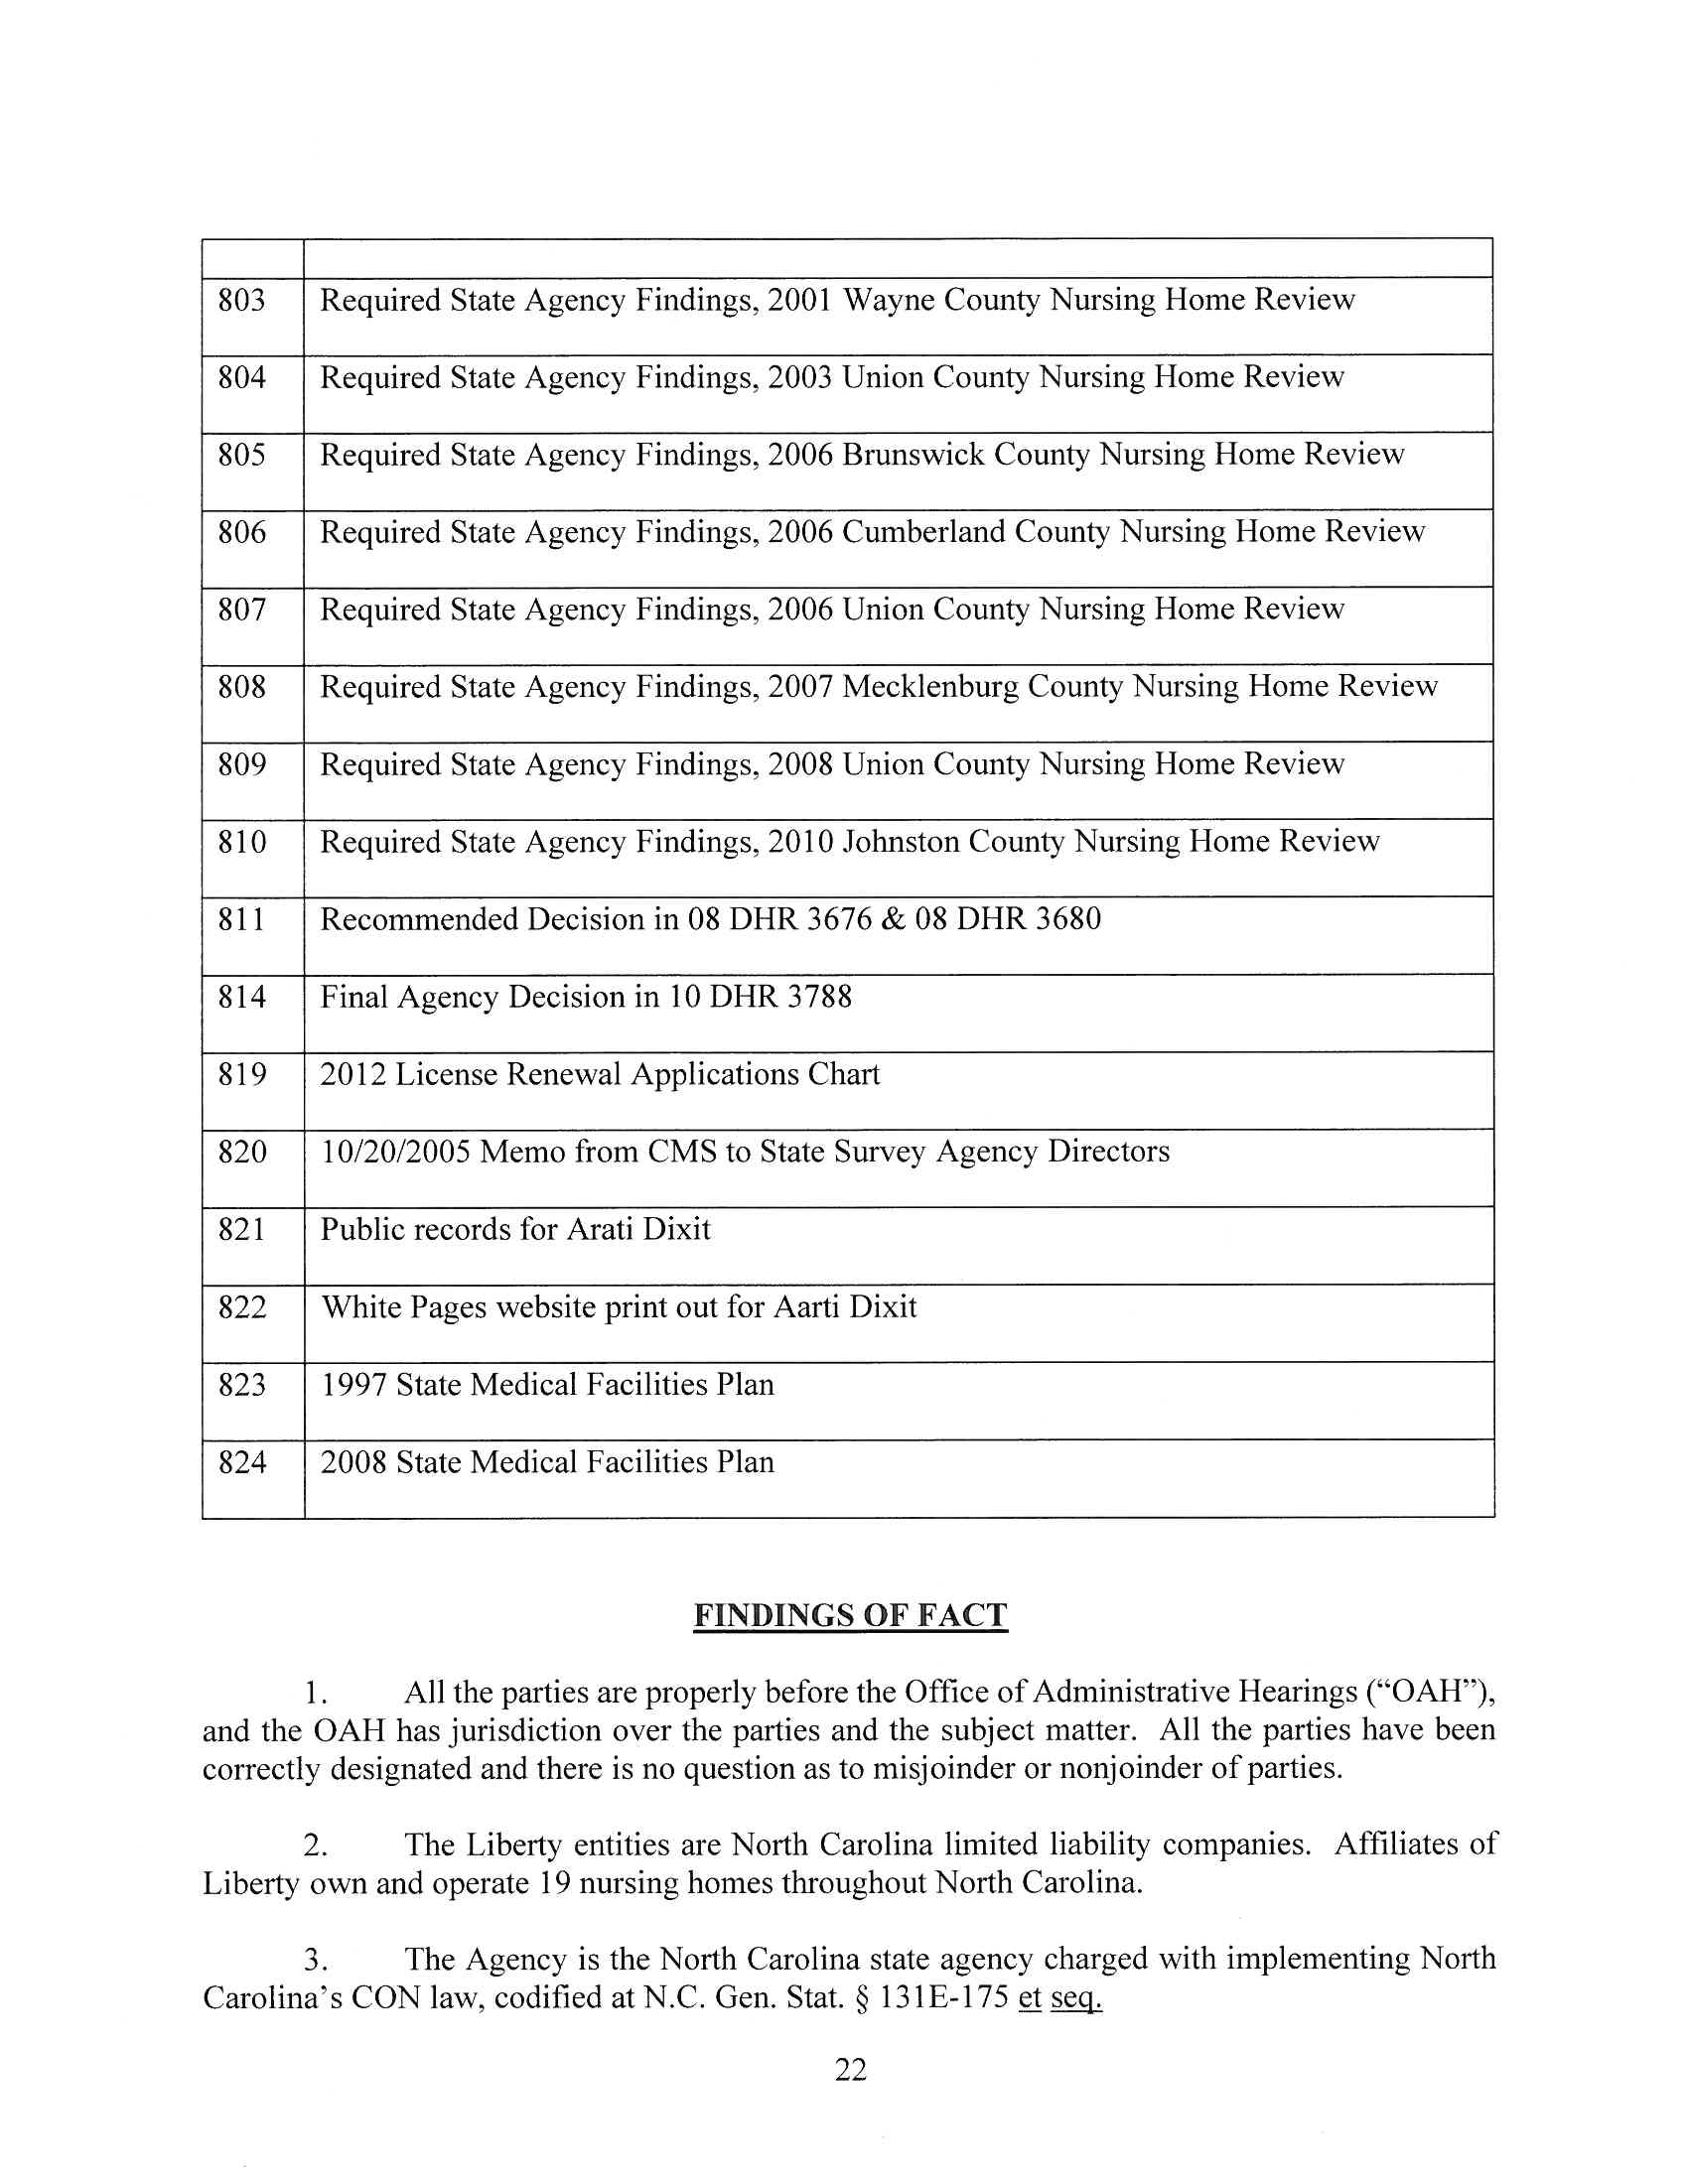 803 Required State Agency Findings, 2001 Wayne County Nursing Home Review
804 Required State Agency Findings, 2003 Union County Nursing Home Review
805 Required State Agency Findings, 2006 Brunswick County Nursing Home Review
806 Required State Agency Findings, 2006 Cumberland County Nursing Home Review
807 Required State Agency Findings, 2006 Union County Nursing Home Review
808 Required State Agency Findings, 2007 Mecklenburg County Nursing Home Review
809 Required State Agency Findings, 2008 Union County Nursing Home Review
810 Required State Agency Findings, 2010 Johnston County Nursing Home Review
811 Recommended Decision in 08 DHR 3676 & 08 DHR 3680
814 Final Agency Decision in 10 DHR 3788
819 2012 License Renewal Applications Chart
820 10/20/2005 Memo from CMS to State Survey Agency Directors
821 Public records for Arati Dixit
822 White Pages website print out for Aarti Dixit
823 1997 State Medical Facilities Plan
824 2008 State Medical Facilities Plan
FINDINGS OF FACT
1. All the parties are properly before the Office of Administrative Hearings (“OAH”),
and the OAH has jurisdiction over the parties and the subject matter. All the parties have been
correctly designated and there is no question as to misjoinder or nonjoinder of parties.
2. The Liberty entities are North Carolina limited liability companies. Affiliates of
Liberty own and operate 19 nursing homes throughout North Carolina.
3. The Agency is the North Carolina state agency charged with implementing North
Carolina’s CON law, codified at N.C. Gen. Stat. § 131E-175 et seq.
22